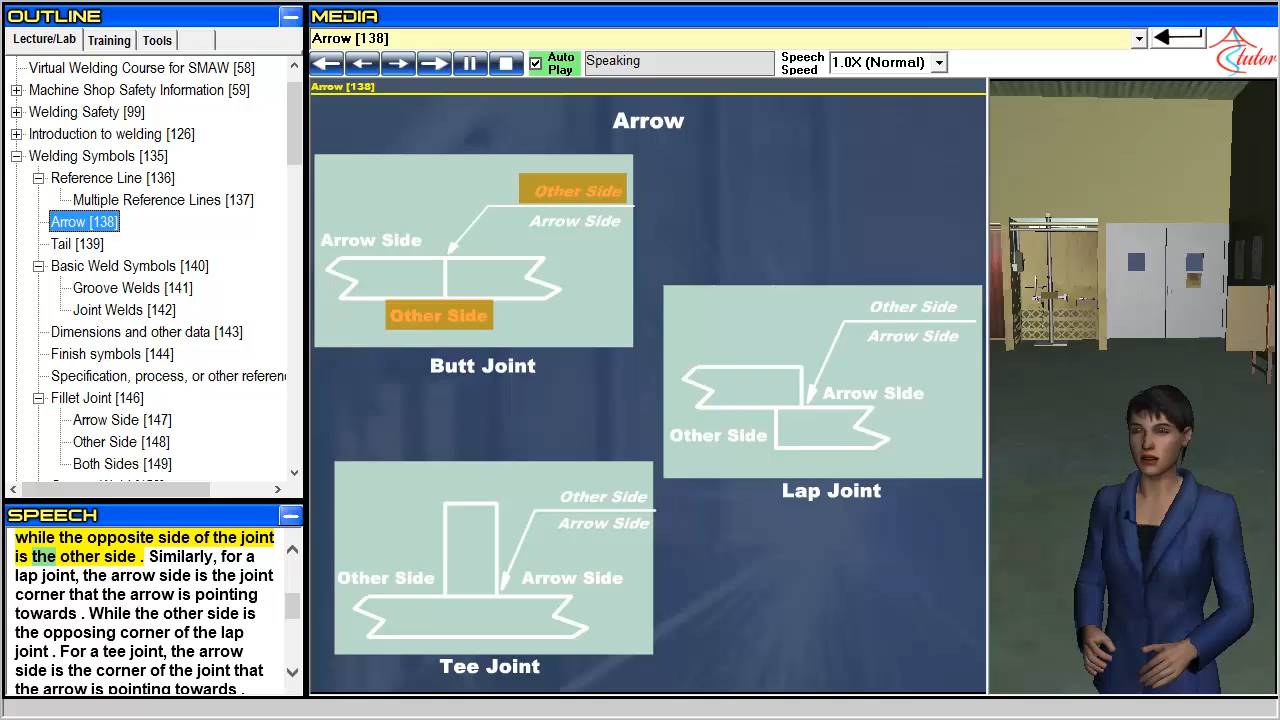 OUTLINE
Lecture/Lab Training Tools
Virtual Welding Course for SMAW [58]
Machine Shop Safety Information [59]
Welding Safety [99]
Introduction to welding [126]
Welding Symbols [135]
Reference Line [136]
Multiple Reference Lines [137]
Arrow [138]
Tail [139]
Basic Weld Symbols [140]
Groove Welds [141]
Joint Welds [142]
Dimensions and other data [143]
Finish symbols [144]
Specification, process, or other referen
Fillet Joint [146]
Arrow Side [147]
Other Side [148]
Both Sides [149]
SPEECH
while the opposite side of the joint
is the other side . Similarly, for a
lap joint, the arrow side is the joint
corner that the arrow is pointing
towards . While the other side is
the opposing corner of the lap
joint . For a tee joint, the arrow
side is the corner of the joint that
the arrow is pointing towards .
MEDIA
Arrow [138]
Auto
Play
Speaking
Speech
Speed
1.0X (Normal)
tutor
Arrow [138]
Arrow
Other Side
Arrow Side
Arrow Side
Other Side
Butt Joint
Other Side
Arrow Side
Arrow Side
Other Side
Lap Joint
Other Side
Arrow Side
Other Side
Arrow Side
Tee Joint